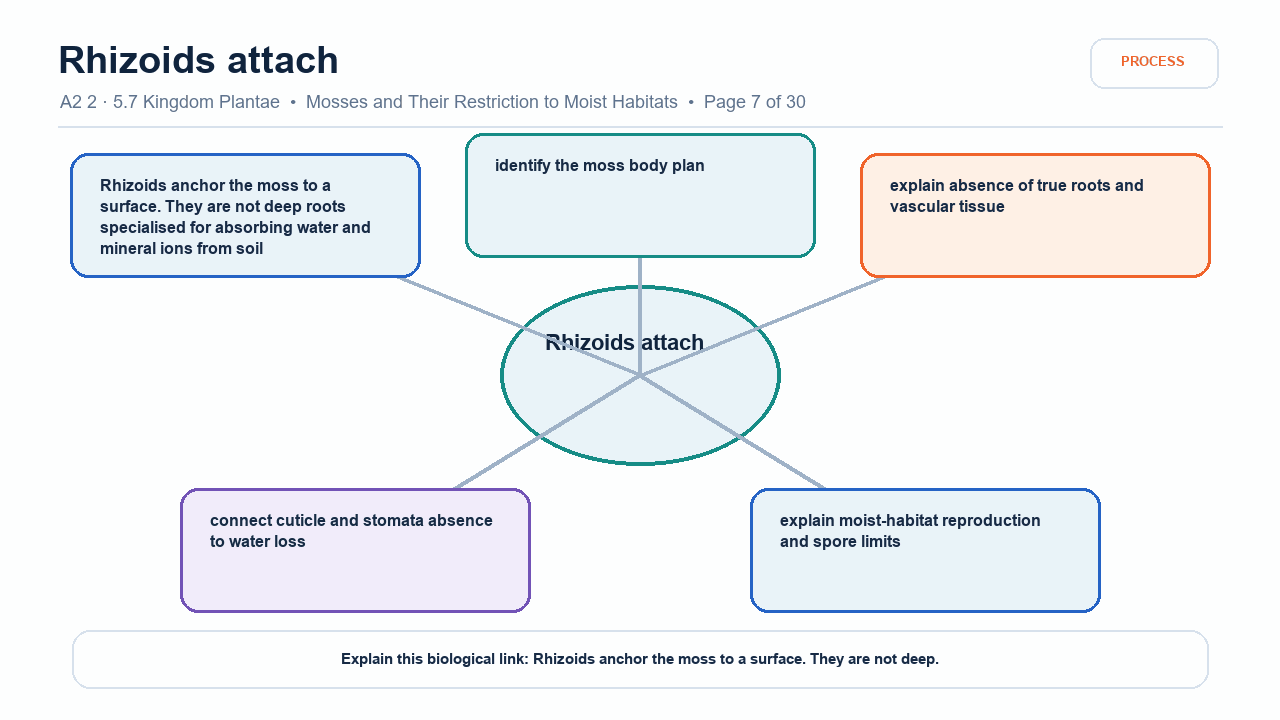 Rhizoids attach
PROCESS
A2 2 · 5.7 Kingdom Plantae • Mosses and Their Restriction to Moist Habitats • Page 7 of 30
Rhizoids anchor the moss to a
surface. They are not deep roots
specialised for absorbing water and
mineral ions from soil
identify the moss body plan
explain absence of true roots and
vascular tissue
Rhizoids attach
connect cuticle and stomata absence
to water loss
explain moist-habitat reproduction
and spore limits
Explain this biological link: Rhizoids anchor the moss to a surface. They are not deep.